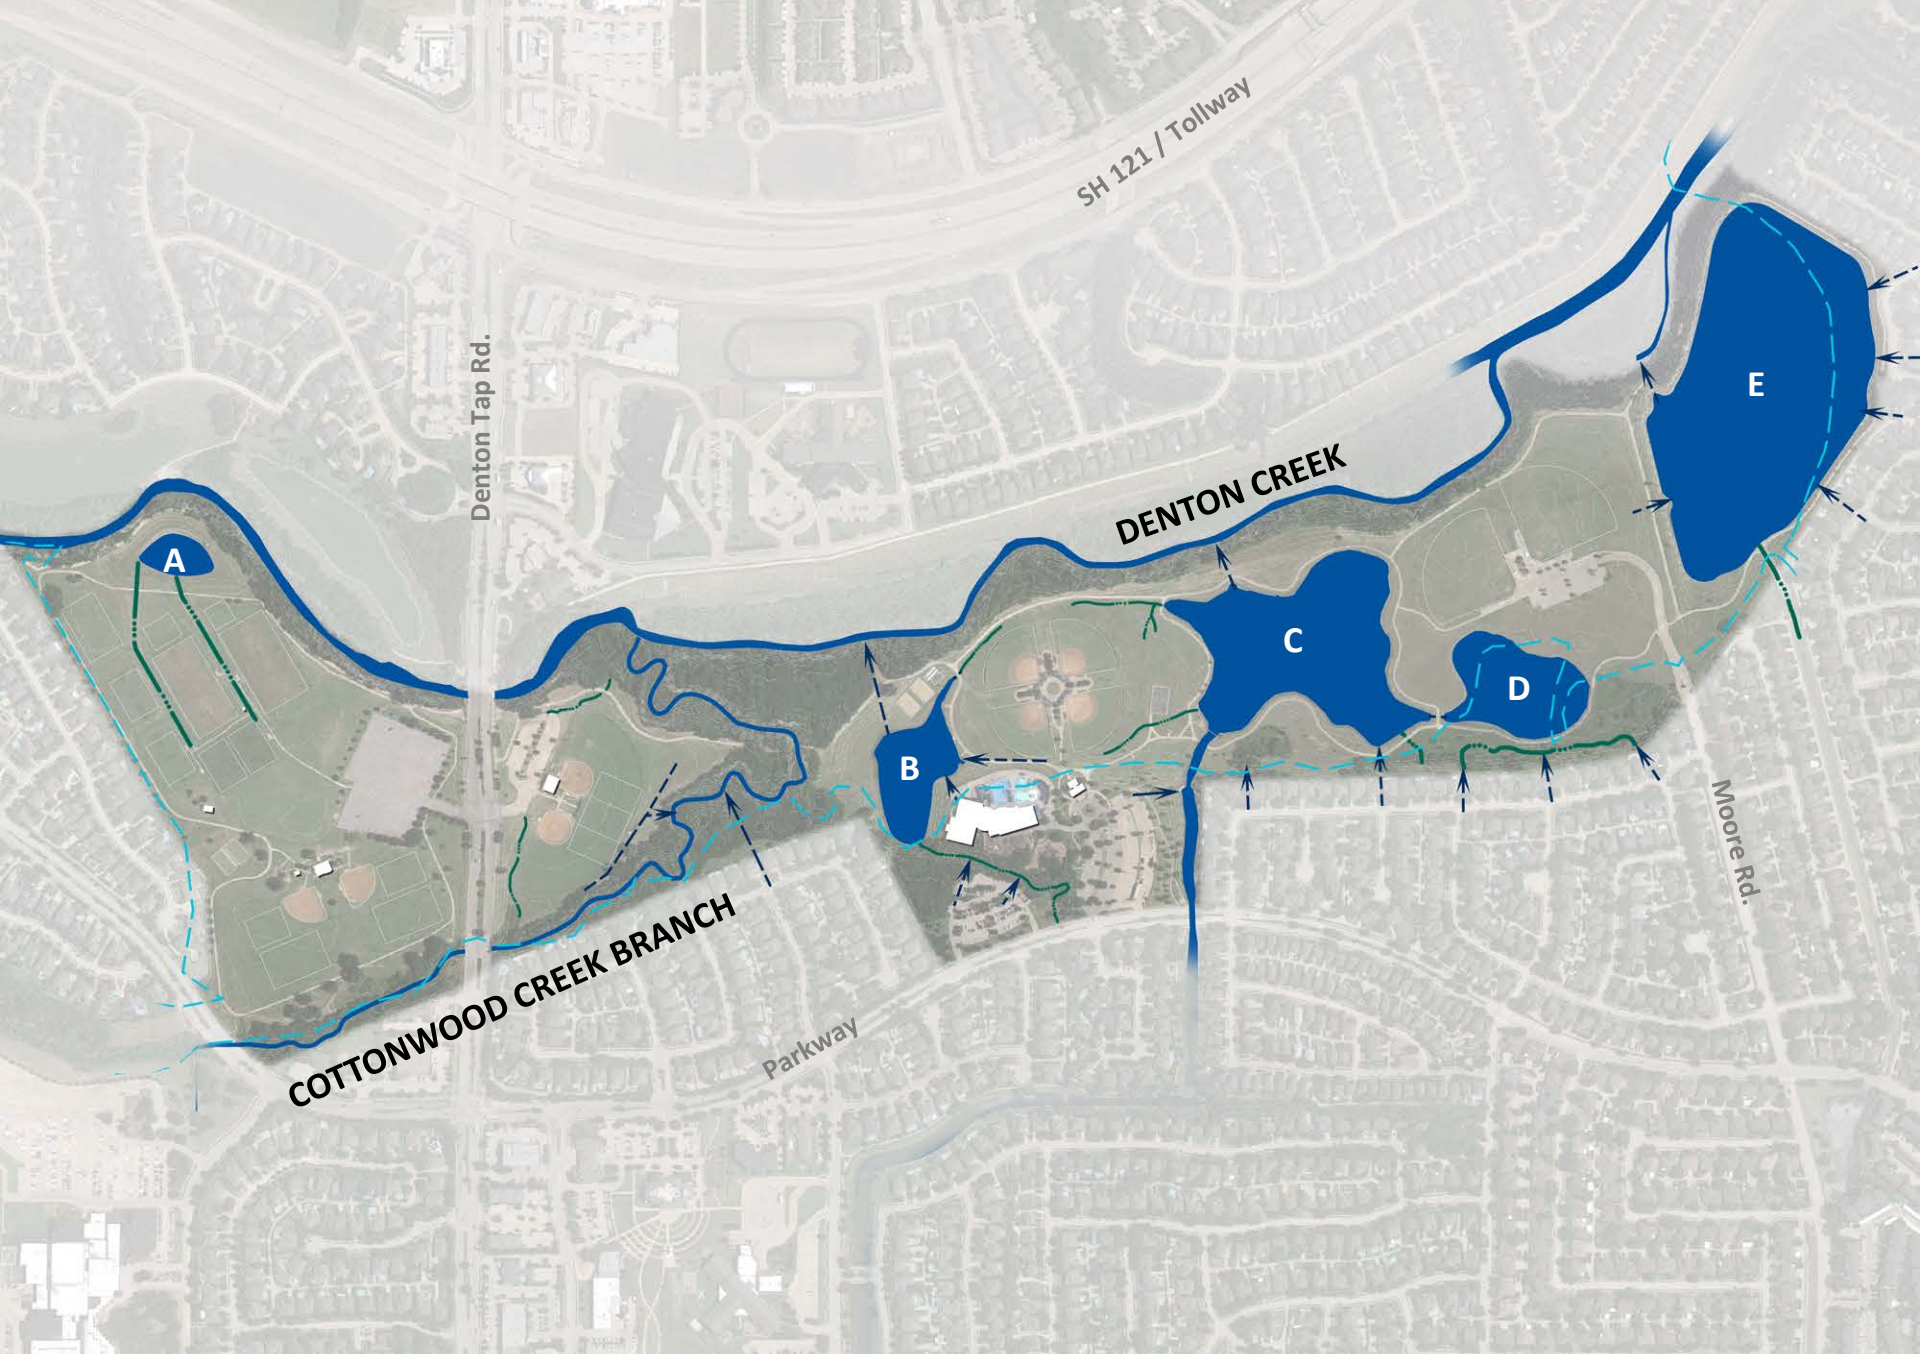 SH 121 / Tollway
Denton Tap Rd.
E
DENTON CREEK
A
C
D
B
Moore Rd.
COTTONWOOD CREEK BRANCH
Parkway